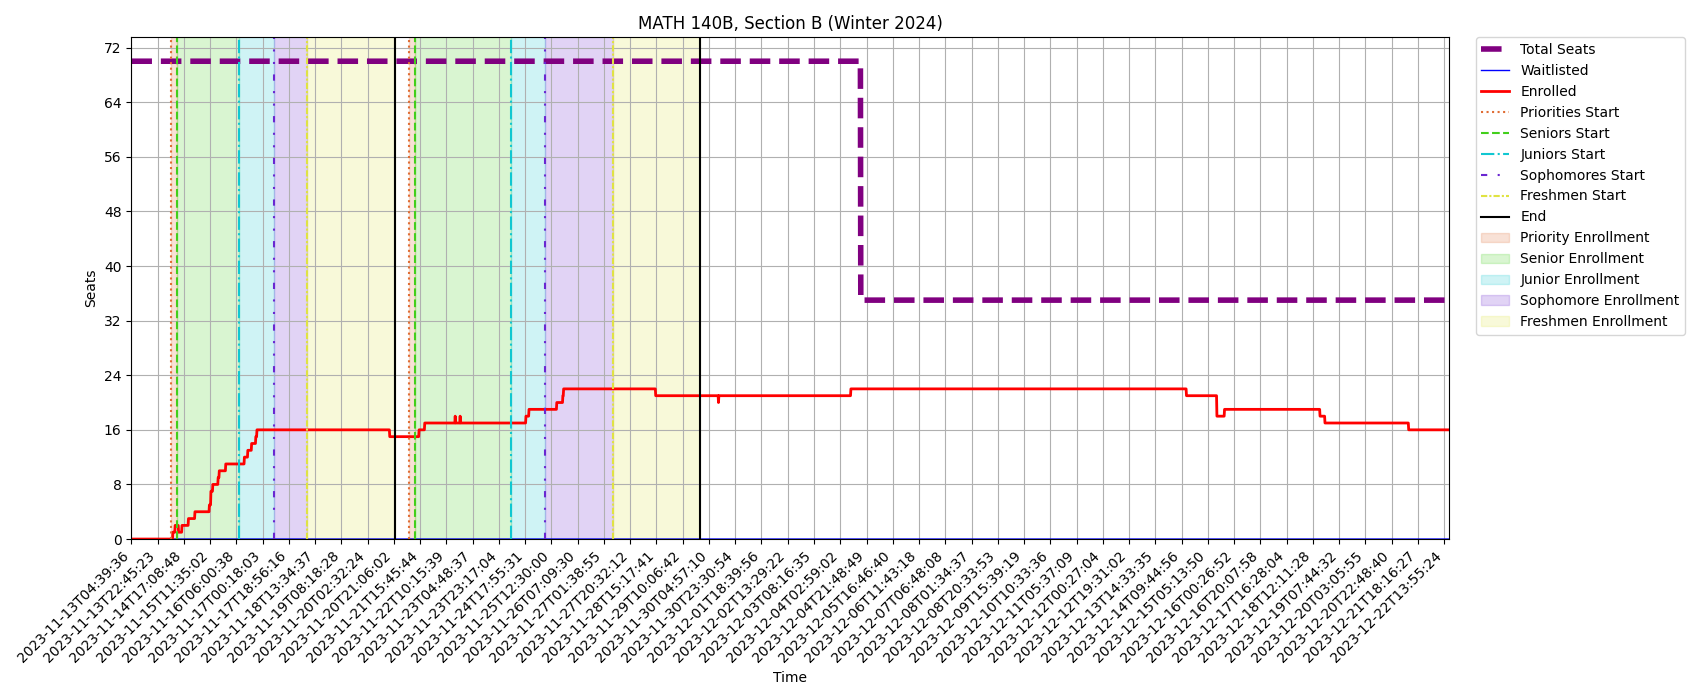 MATH 140B, Section B (Winter 2024)
72
64
56
48
40
32
24
16
8
0
Seats
2023-11-13T04:39:36
2023-11-13T22:45:23
2023-11-14T17:08:48
2023-11-15T11:35:02
2023-11-16T06:00:38
2023-11-17T00:18:03
2023-11-17T18:56:16
2023-11-18T13:34:37
2023-11-19T08:18:28
2023-11-20T02:32:24
2023-11-20T21:06:02
2023-11-21T15:45:44
2023-11-22T10:15:39
2023-11-23T04:48:37
2023-11-23T23:17:04
2023-11-24T17:55:31
2023-11-25T12:30:00
2023-11-26T07:09:30
2023-11-27T01:38:55
2023-11-27T20:32:12
2023-11-28T15:17:41
2023-11-29T10:06:42
2023-11-30T04:57:10
2023-11-30T23:30:54
2023-12-01T18:39:56
2023-12-02T13:29:22
2023-12-03T08:16:35
2023-12-04T02:59:02
2023-12-04T21:48:49
2023-12-05T16:46:40
2023-12-06T11:43:18
2023-12-07T06:48:08
2023-12-08T01:34:37
2023-12-08T20:33:53
2023-12-09T15:39:19
2023-12-10T10:33:36
2023-12-11T05:37:09
2023-12-12T00:27:04
2023-12-12T19:31:02
2023-12-13T14:33:35
2023-12-14T09:44:56
2023-12-15T05:13:50
2023-12-16T00:26:52
2023-12-16T20:07:58
2023-12-17T16:28:04
2023-12-18T12:11:28
2023-12-19T07:44:32
2023-12-20T03:05:55
2023-12-20T22:48:40
2023-12-21T18:16:27
2023-12-22T13:55:24
Time
Total Seats
Waitlisted
Enrolled
Priorities Start
Seniors Start
Juniors Start
Sophomores Start
Freshmen Start
End
Priority Enrollment
Senior Enrollment
Junior Enrollment
Sophomore Enrollment
Freshmen Enrollment